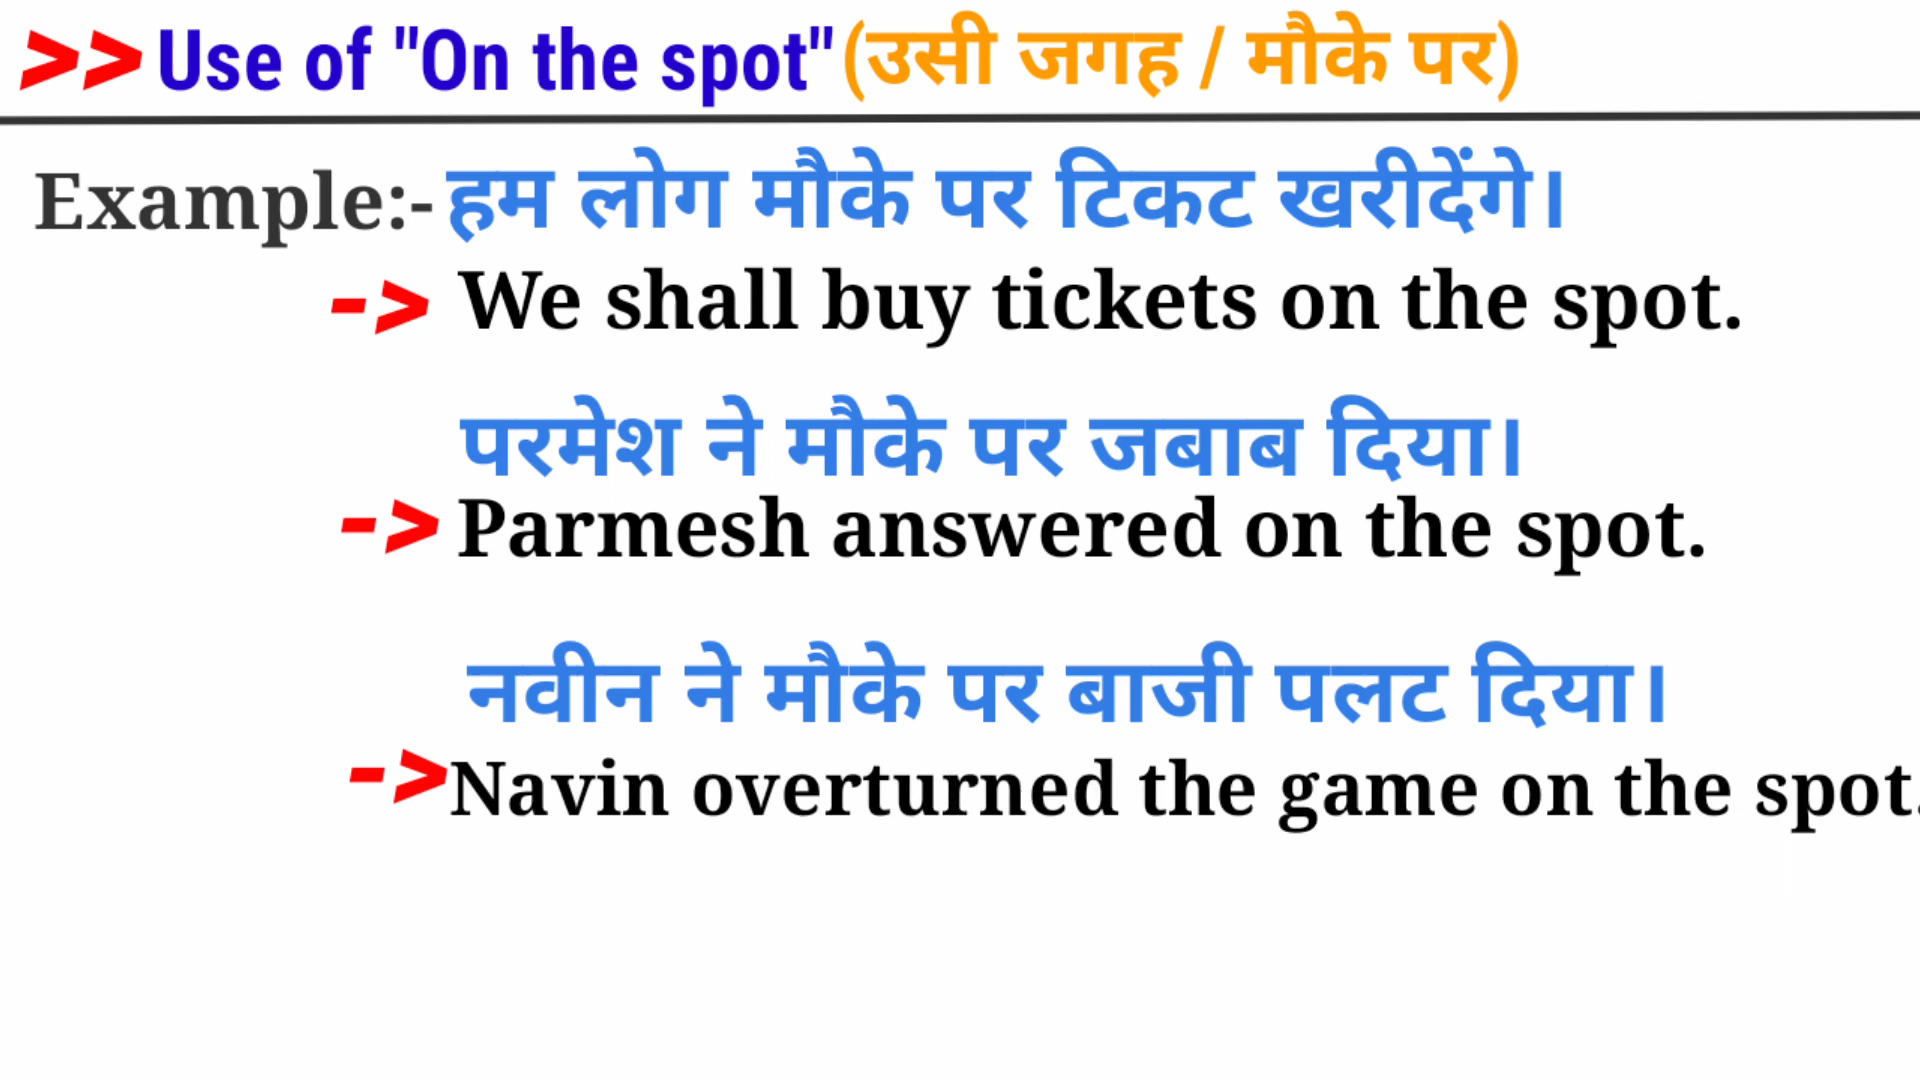 >> Use of "On the spot" (उसी जगह / मौके पर)
Example:- हम लोग मौके पर टिकट खरीदेंगे।
-> We shall buy tickets on the spot.
परमेश ने मौके पर जबाब दिया।
-> Parmesh answered on the spot.
नवीन ने मौके पर बाजी पलट दिया।
-> Navin overturned the game on the spot.